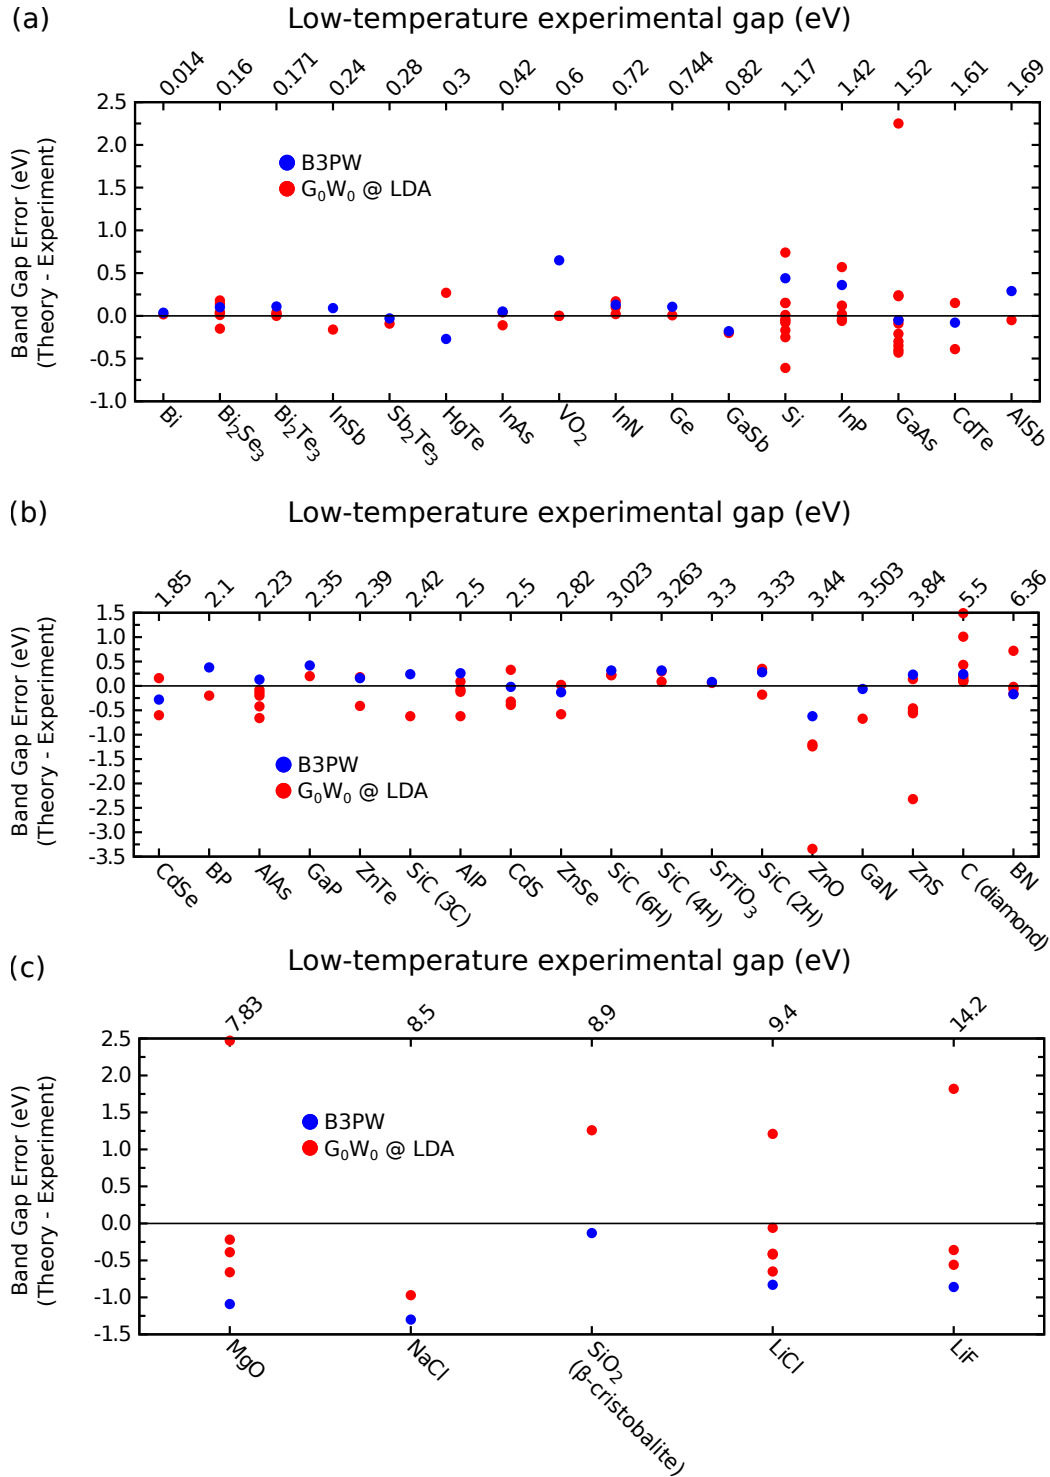 (a) Low-temperature experimental gap (eV)
0.014 0.16 0.171 0.24 0.28 0.3 0.42 0.6 0.72 0.744 0.82 1.17 1.42 1.52 1.61 1.69
Band Gap Error (eV)
(Theory - Experiment)
2.5
2.0
1.5
1.0
0.5
0.0
-0.5
-1.0
B3PW
G₀W₀ @ LDA
Bi Bi₂Se₃ Bi₂Te₃ InSb Sb₂Te₃ HgTe InAs VO₂ InN Ge GaSb Si InP GaAs CdTe AlSb
(b) Low-temperature experimental gap (eV)
1.85 2.1 2.23 2.35 2.39 2.42 2.5 2.5 2.82 3.023 3.263 3.3 3.33 3.44 3.503 3.84 5.5 6.36
Band Gap Error (eV)
(Theory - Experiment)
1.5
1.0
0.5
0.0
-0.5
-1.0
-1.5
-2.0
-2.5
-3.0
-3.5
B3PW
G₀W₀ @ LDA
CdSe BP AlAs GaP ZnTe SiC (3C) AlP CdS ZnSe SiC (6H) SiC (4H) SrTiO₃ SiC (2H) ZnO GaN ZnS C (diamond) BN
(c) Low-temperature experimental gap (eV)
7.83 8.5 8.9 9.4 14.2
Band Gap Error (eV)
(Theory - Experiment)
2.5
2.0
1.5
1.0
0.5
0.0
-0.5
-1.0
-1.5
B3PW
G₀W₀ @ LDA
MgO NaCl SiO₂ LiCl LiF
(β-cristobalite)